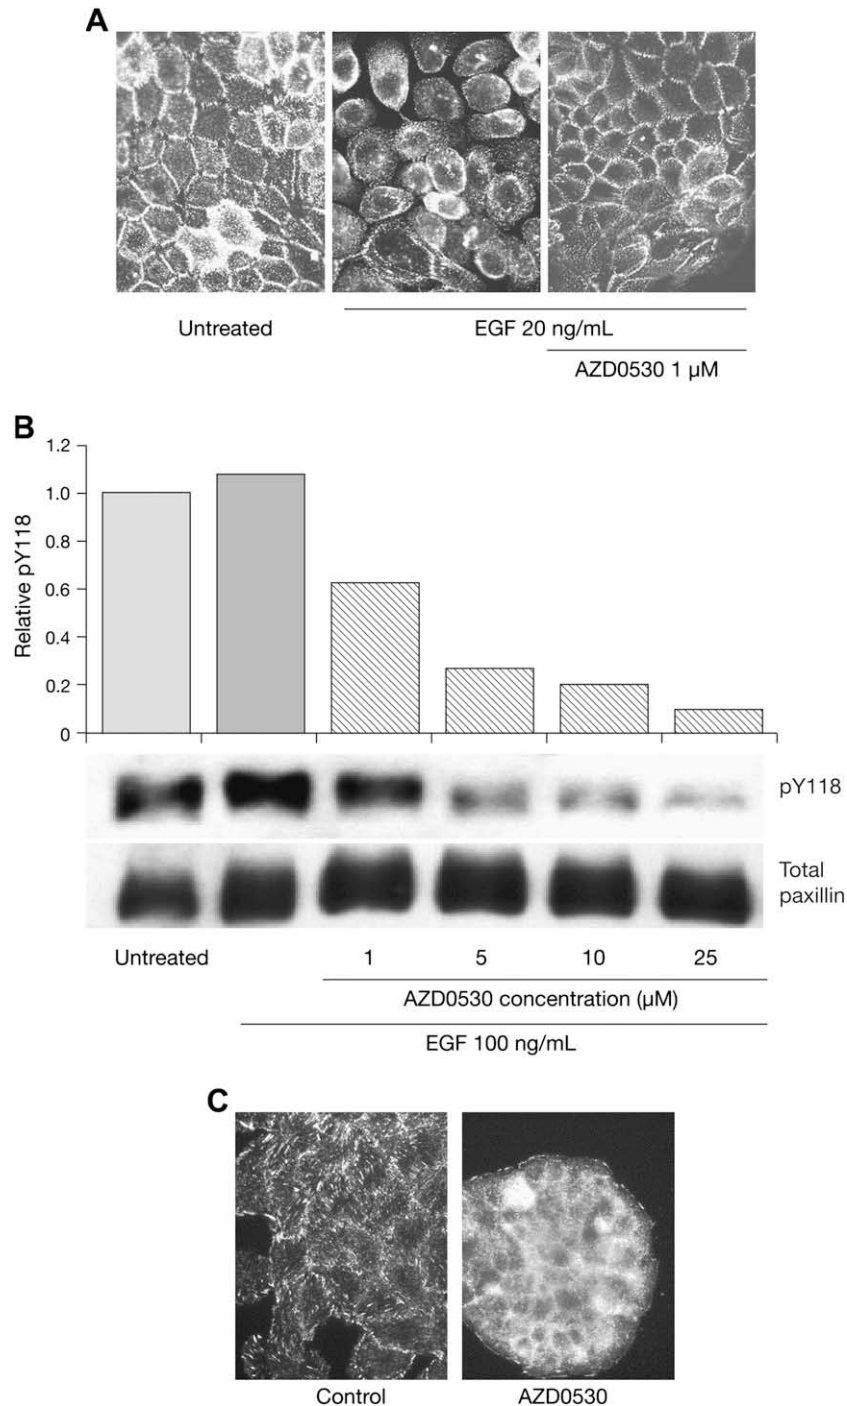 A
Untreated
EGF 20 ng/mL
AZD0530 1 µM
B
Relative pY118
1.2
1.0
0.8
0.6
0.4
0.2
0
pY118
Total
paxillin
Untreated 1 5 10 25
AZD0530 concentration (µM)
EGF 100 ng/mL
C
Control AZD0530